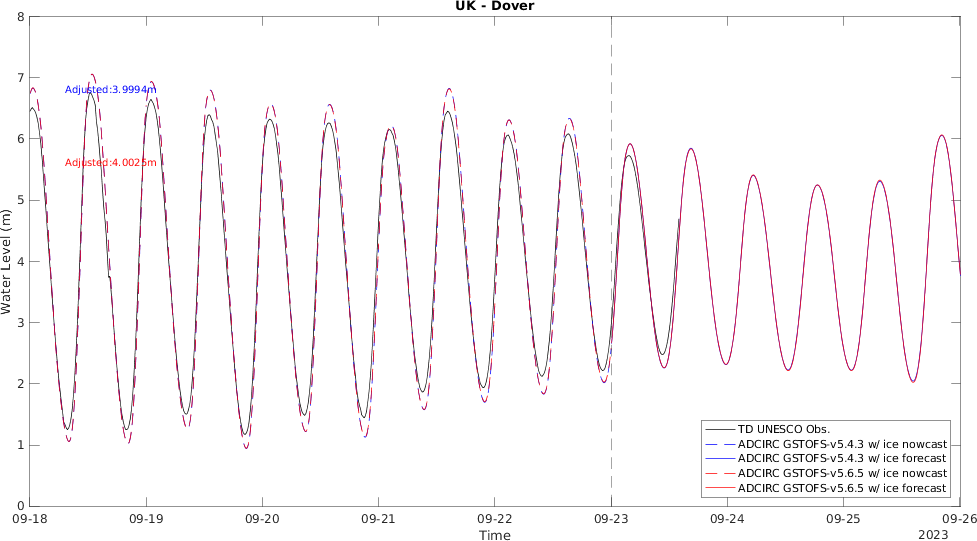 UK - Dover
8
7
6
5
4
3
2
1
0
Water Level (m)
Adjusted:3.9994m
Adjusted:4.0025m
TD UNESCO Obs.
ADCIRC GSTOFS-v5.4.3 w/ ice nowcast
ADCIRC GSTOFS-v5.4.3 w/ ice forecast
ADCIRC GSTOFS-v5.6.5 w/ ice nowcast
ADCIRC GSTOFS-v5.6.5 w/ ice forecast
09-18 09-19 09-20 09-21 09-22 09-23 09-24 09-25 09-26
Time
2023